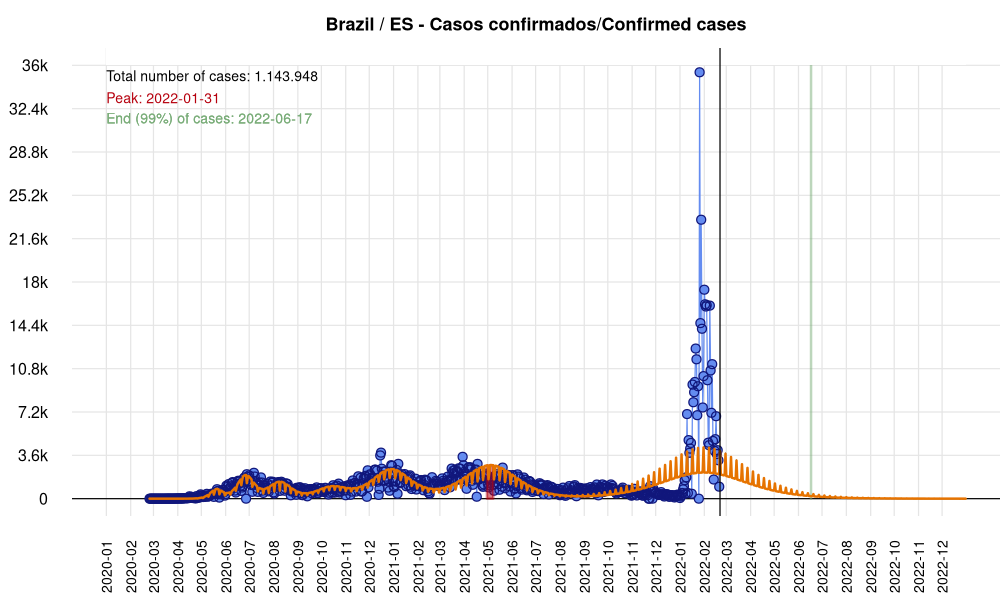 Brazil / ES - Casos confirmados/Confirmed cases
Total number of cases: 1.143.948
Peak: 2022-01-31
End (99%) of cases: 2022-06-17
36k
32.4k
28.8k
25.2k
21.6k
18k
14.4k
10.8k
7.2k
3.6k
0
2020-01
2020-02
2020-03
2020-04
2020-05
2020-06
2020-07
2020-08
2020-09
2020-10
2020-11
2020-12
2021-01
2021-02
2021-03
2021-04
2021-05
2021-06
2021-07
2021-08
2021-09
2021-10
2021-11
2021-12
2022-01
2022-02
2022-03
2022-04
2022-05
2022-06
2022-07
2022-08
2022-09
2022-10
2022-11
2022-12